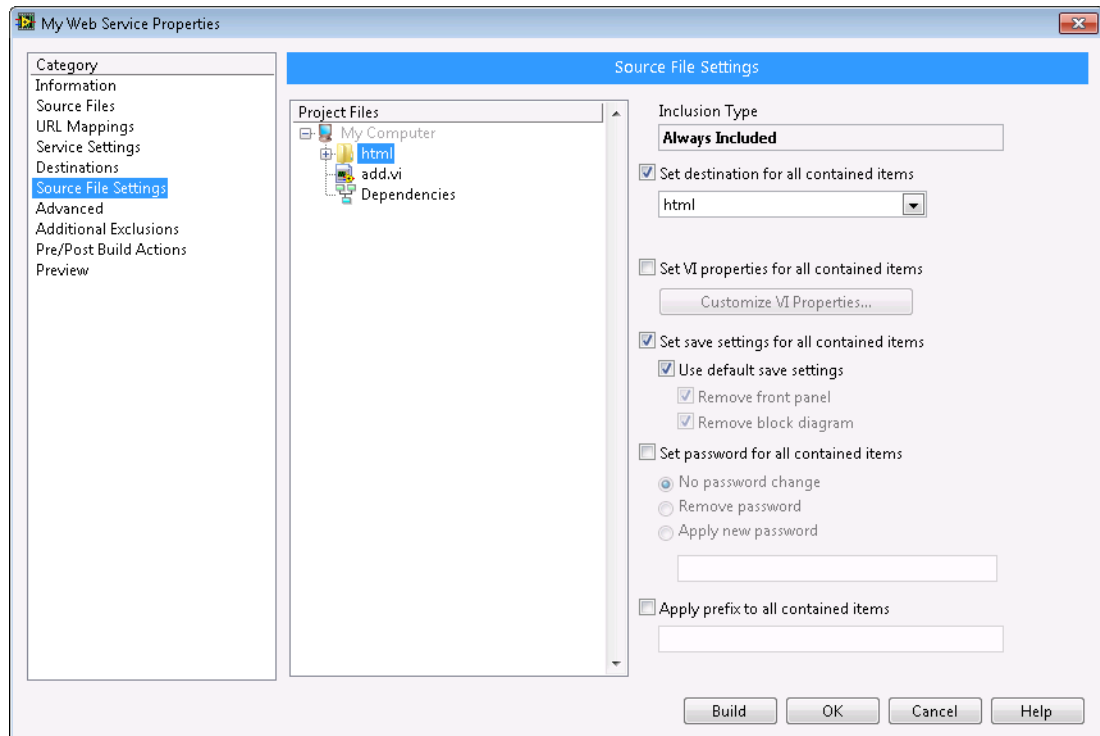 My Web Service Properties
Category
Information
Source Files
URL Mappings
Service Settings
Destinations
Source File Settings
Advanced
Additional Exclusions
Pre/Post Build Actions
Preview
Source File Settings
Project Files
My Computer
html
add.vi
Dependencies
Inclusion Type
Always Included
Set destination for all contained items
html
Set VI properties for all contained items
Customize VI Properties...
Set save settings for all contained items
Use default save settings
Remove front panel
Remove block diagram
Set password for all contained items
No password change
Remove password
Apply new password
Apply prefix to all contained items
Build
OK
Cancel
Help